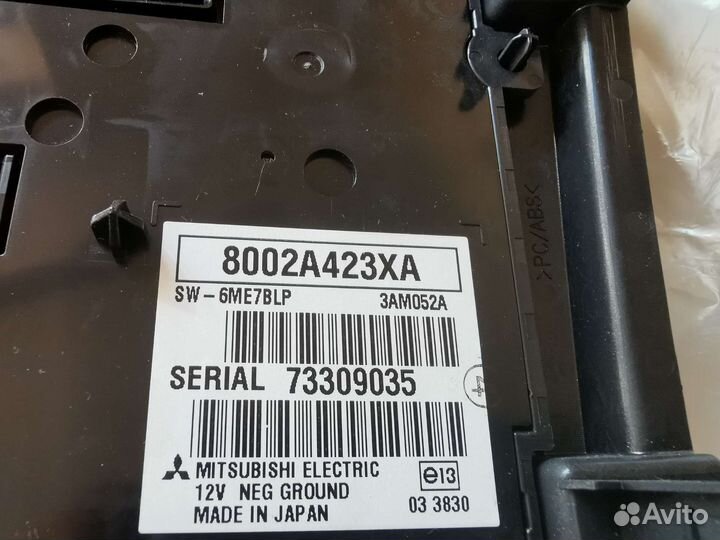 8002A423XA
SW-6ME7BLP 3AM052A
SERIAL 73309035
MITSUBISHI ELECTRIC
12V NEG GROUND
MADE IN JAPAN
e13
03 3830
>PC/ABS<
Avito